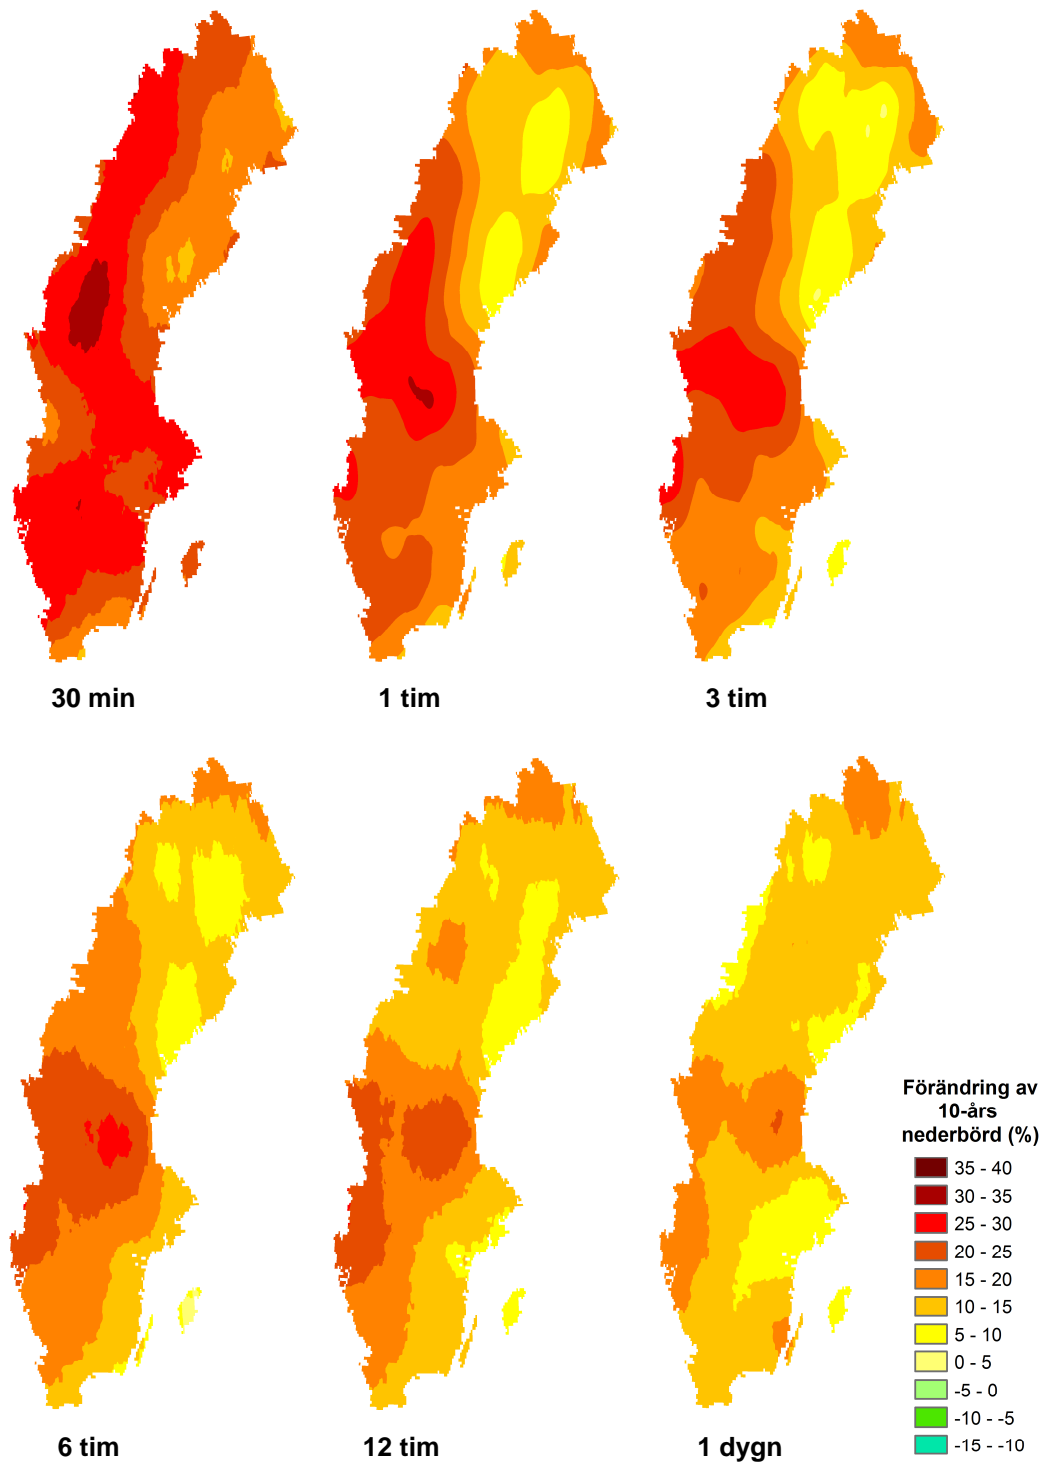 30 min
1 tim
3 tim
6 tim
12 tim
1 dygn
Förändring av
10-års
nederbörd (%)
35 - 40
30 - 35
25 - 30
20 - 25
15 - 20
10 - 15
5 - 10
0 - 5
-5 - 0
-10 - -5
-15 - -10